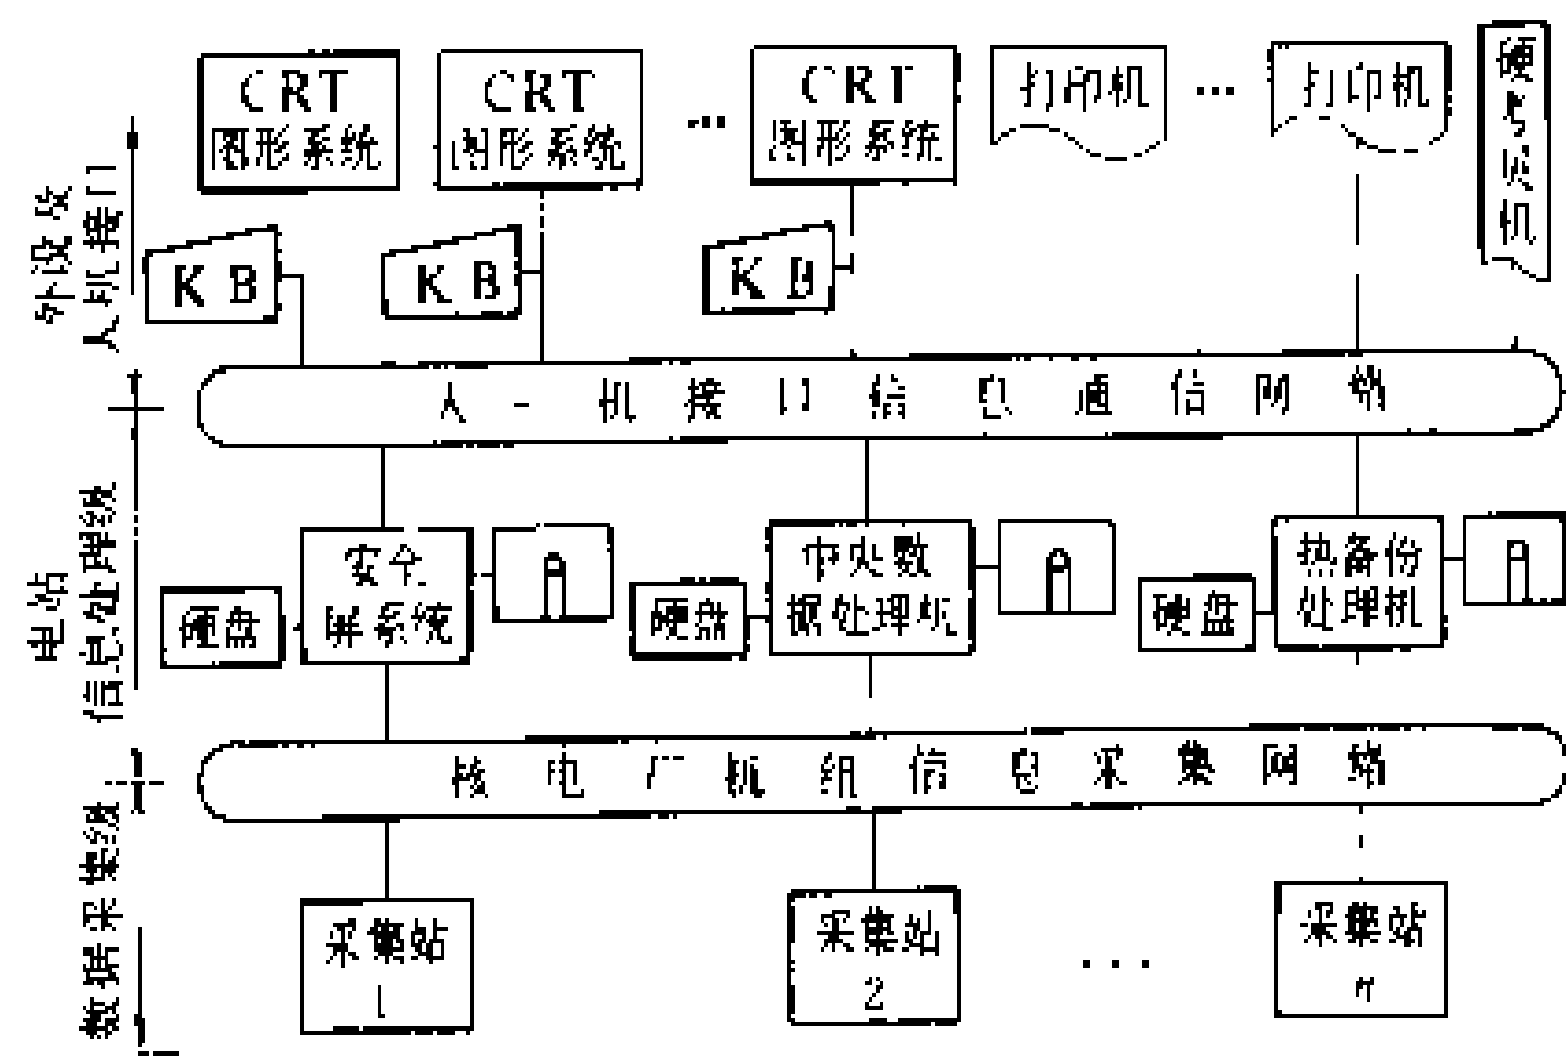 CRT
图形系统
CRT
图形系统
...
CRT
图形系统
打印机
...
打印机
硬
机
外设及
人机接口
K B
K B
K B
人-机接口信息通信网络
电站
信息处理级
安全
屏系统
硬盘
中央数
据处理机
硬盘
热备份
处理机
硬盘
核电厂机组信息采集网络
数据采集级
采集站
1
采集站
2
...
采集站
n